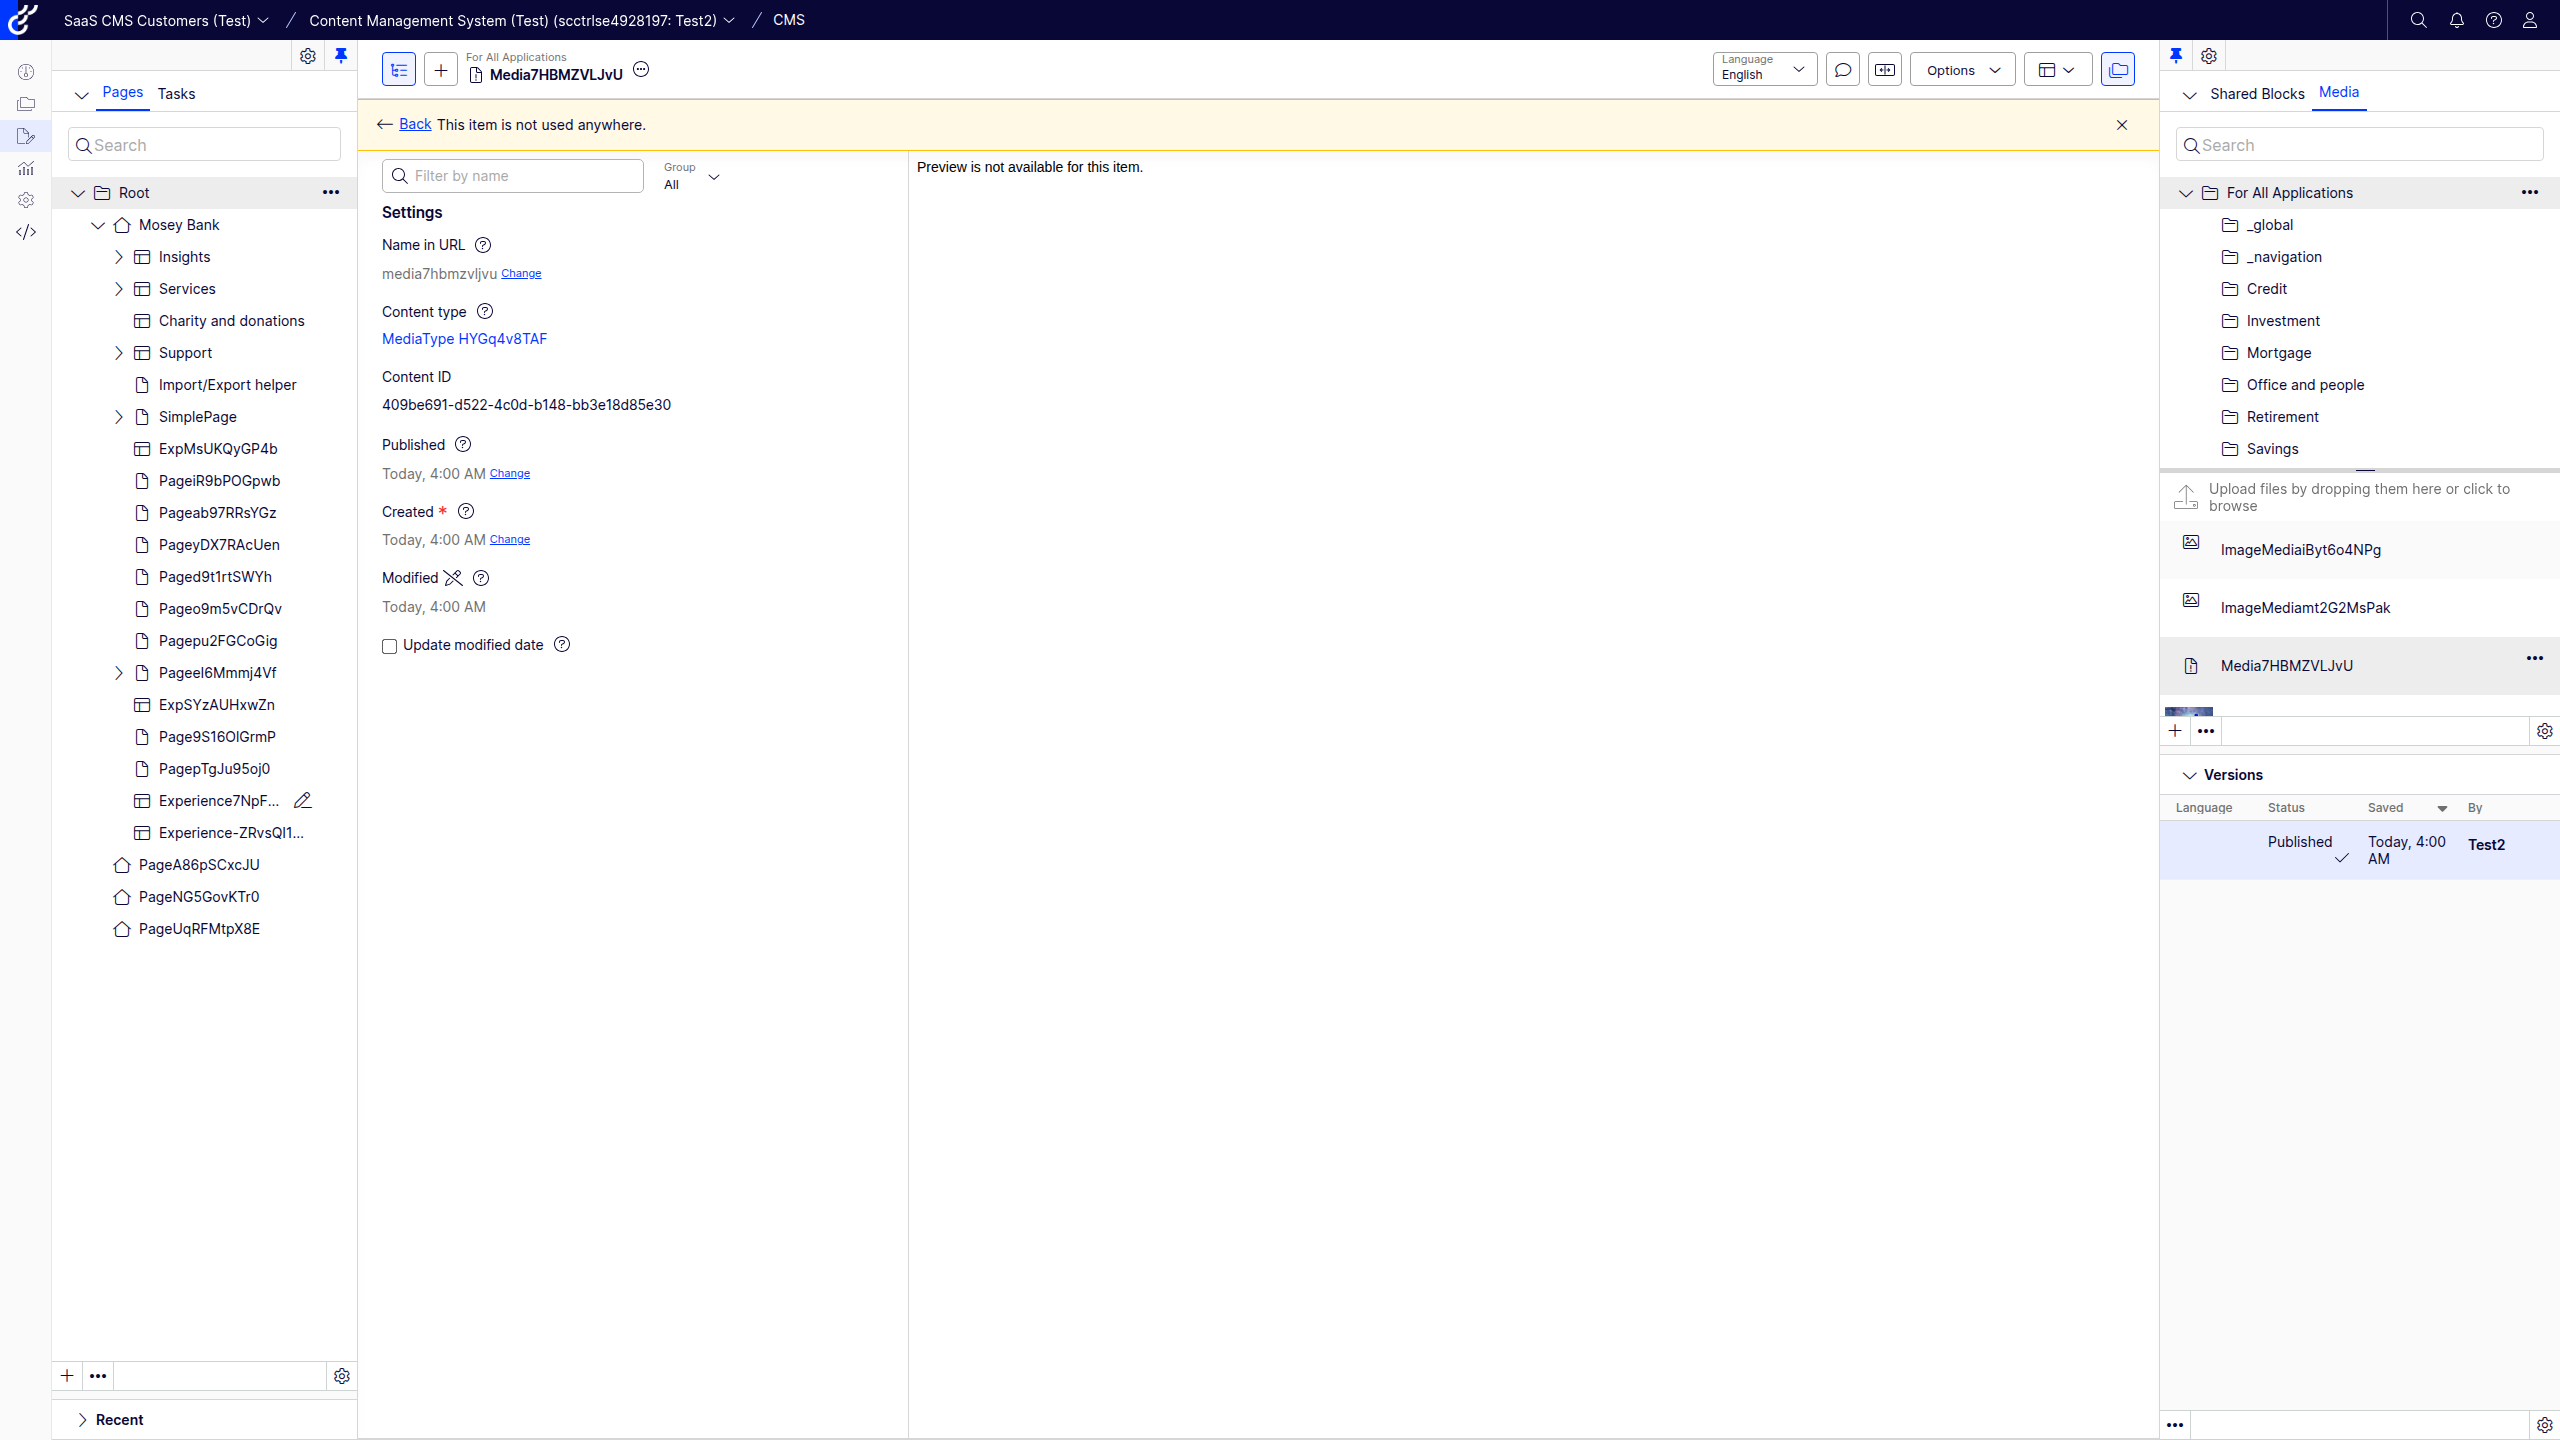 SaaS CMS Customers (Test)
Content Management System (Test) (scctrlse4928197: Test2)
CMS
Pages
Tasks
Search
Root
Mosey Bank
Insights
Services
Charity and donations
Support
Import/Export helper
SimplePage
ExpMsUKQyGP4b
PageiR9bPOGpwb
Pageab97RRsYGz
PageyDX7RAcUen
Paged9t1rtSWYh
Pageo9m5vCDrQv
Pagepu2FGCoGig
Pageel6Mmmj4Vf
ExpSYzAUHxwZn
Page9S16OlGrmP
PagepTgJu95oj0
Experience7NpF...
Experience-ZRvsQl1...
PageA86pSCxcJU
PageNG5GovKTr0
PageUqRFMtpX8E
Recent
For All Applications
Media7HBMZVLJvU
Language
English
Options
Back This item is not used anywhere.
Filter by name
Group
All
Settings
Name in URL
media7hbmzvljvu Change
Content type
MediaType HYGq4v8TAF
Content ID
409be691-d522-4c0d-b148-bb3e18d85e30
Published
Today, 4:00 AM Change
Created *
Today, 4:00 AM Change
Modified
Today, 4:00 AM
Update modified date
Preview is not available for this item.
Shared Blocks
Media
Search
For All Applications
_global
_navigation
Credit
Investment
Mortgage
Office and people
Retirement
Savings
Upload files by dropping them here or click to
browse
ImageMediaiByt6o4NPg
ImageMediamt2G2MsPak
Media7HBMZVLJvU
Versions
Language Status Saved By
Published Today, 4:00 Test2
AM